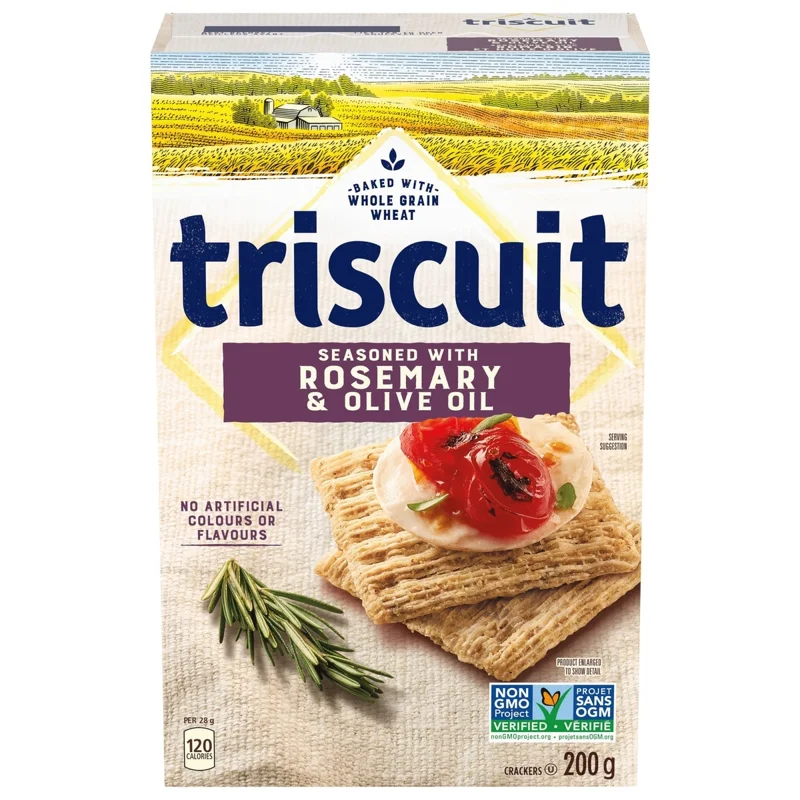 triscuit
ROSEMARY
-BAKED WITH-
WHOLE GRAIN
WHEAT
triscuit
SEASONED WITH
ROSEMARY
& OLIVE OIL
SERVING
SUGGESTION
NO ARTIFICIAL
COLOURS OR
FLAVOURS
PRODUCT ENLARGED
TO SHOW DETAIL
NON
GMO
Project
PROJET
SANS
OGM
VERIFIED • VÉRIFIÉ
nonGMOproject.org • projetsansOGM.org
PER 28 g
120
CALORIES
CRACKERS U 200 g